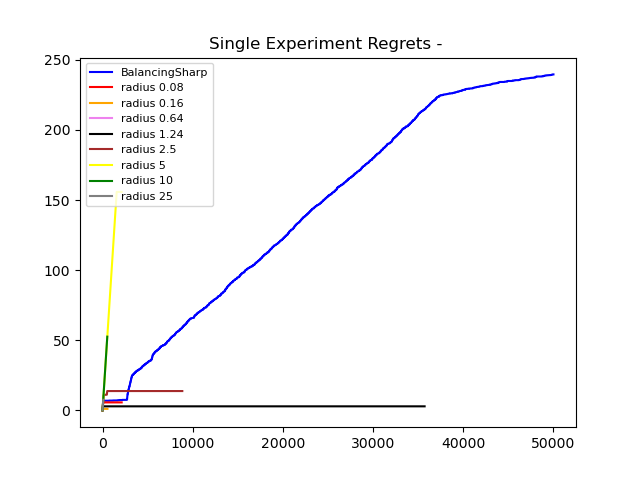 Single Experiment Regrets -
250
200
150
100
50
0
BalancingSharp
radius 0.08
radius 0.16
radius 0.64
radius 1.24
radius 2.5
radius 5
radius 10
radius 25
0 10000 20000 30000 40000 50000